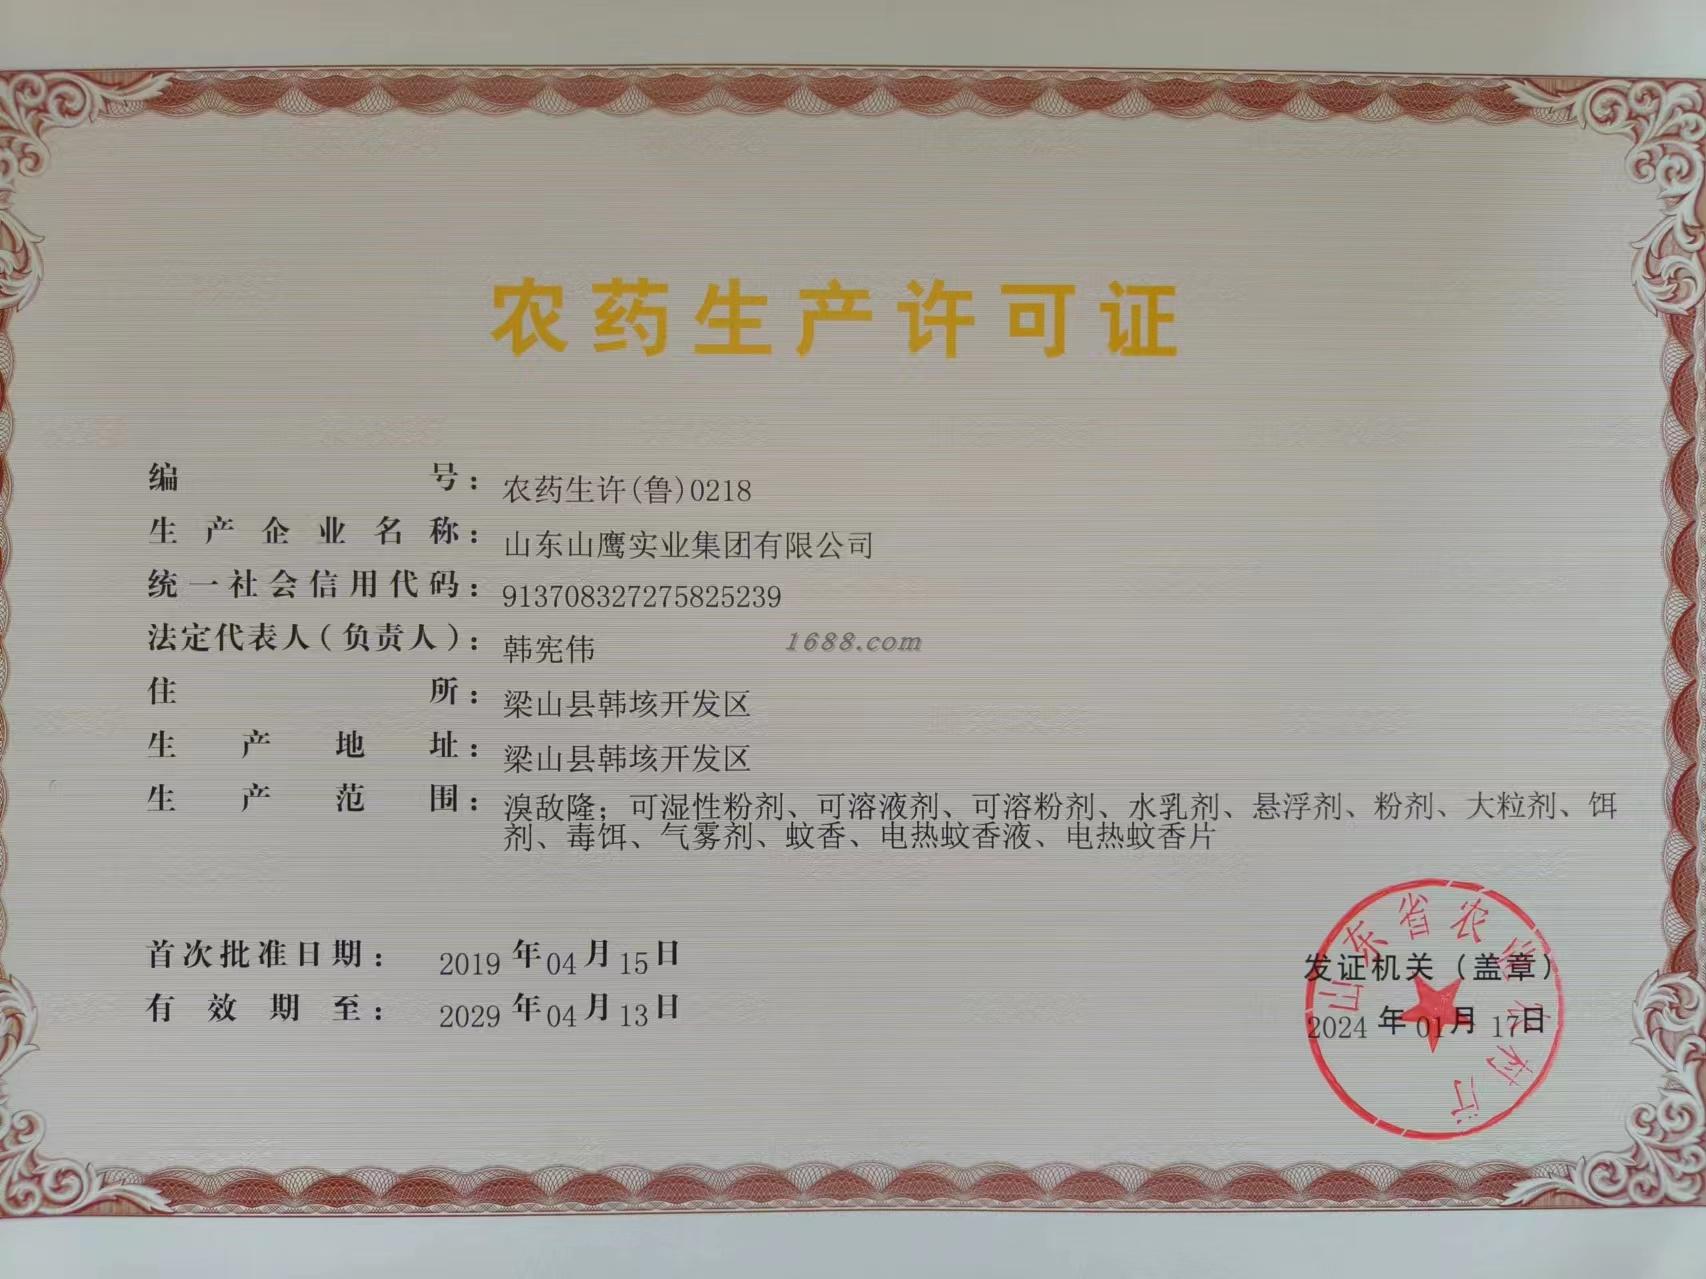 农药生产许可证
编号：农药生许(鲁)0218
生产企业名称：山东山鹰实业集团有限公司
统一社会信用代码：913708327275825239
法定代表人(负责人)：韩宪伟
1688.com
住所：梁山县韩垓开发区
生产地址：梁山县韩垓开发区
生产范围：溴敌隆；可湿性粉剂、可溶液剂、可溶粉剂、水乳剂、悬浮剂、粉剂、大粒剂、饵
剂、毒饵、气雾剂、蚊香、电热蚊香液、电热蚊香片
首次批准日期：2019年04月15日
有效期至：2029年04月13日
发证机关（盖章）
2024年01月17日
山东省农业农村厅